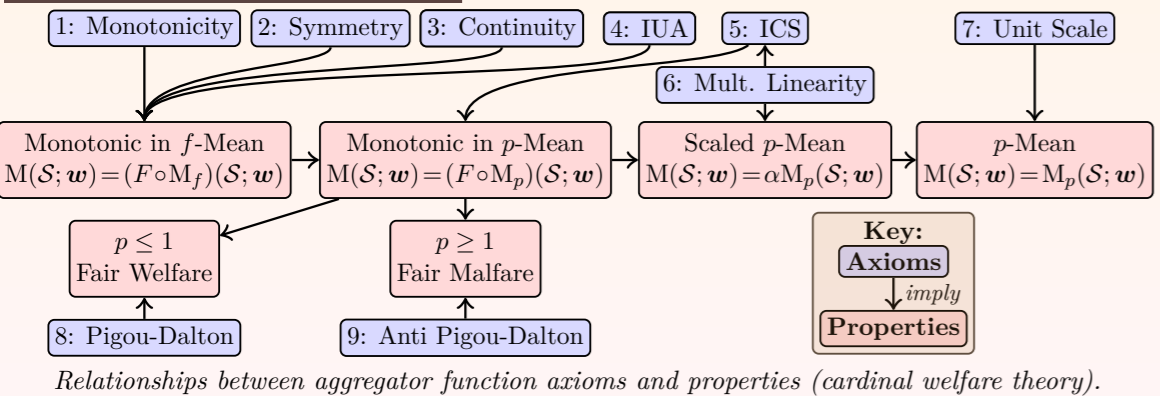 1: Monotonicity
2: Symmetry
3: Continuity
4: IUA
5: ICS
7: Unit Scale
6: Mult. Linearity
Monotonic in f-Mean
M(𝒮; w) = (F∘M_f)(𝒮; w)
Monotonic in p-Mean
M(𝒮; w) = (F∘M_p)(𝒮; w)
Scaled p-Mean
M(𝒮; w) = αM_p(𝒮; w)
p-Mean
M(𝒮; w) = M_p(𝒮; w)
p ≤ 1
Fair Welfare
p ≥ 1
Fair Malfare
8: Pigou-Dalton
9: Anti Pigou-Dalton
Key:
Axioms
imply
Properties
Relationships between aggregator function axioms and properties (cardinal welfare theory).